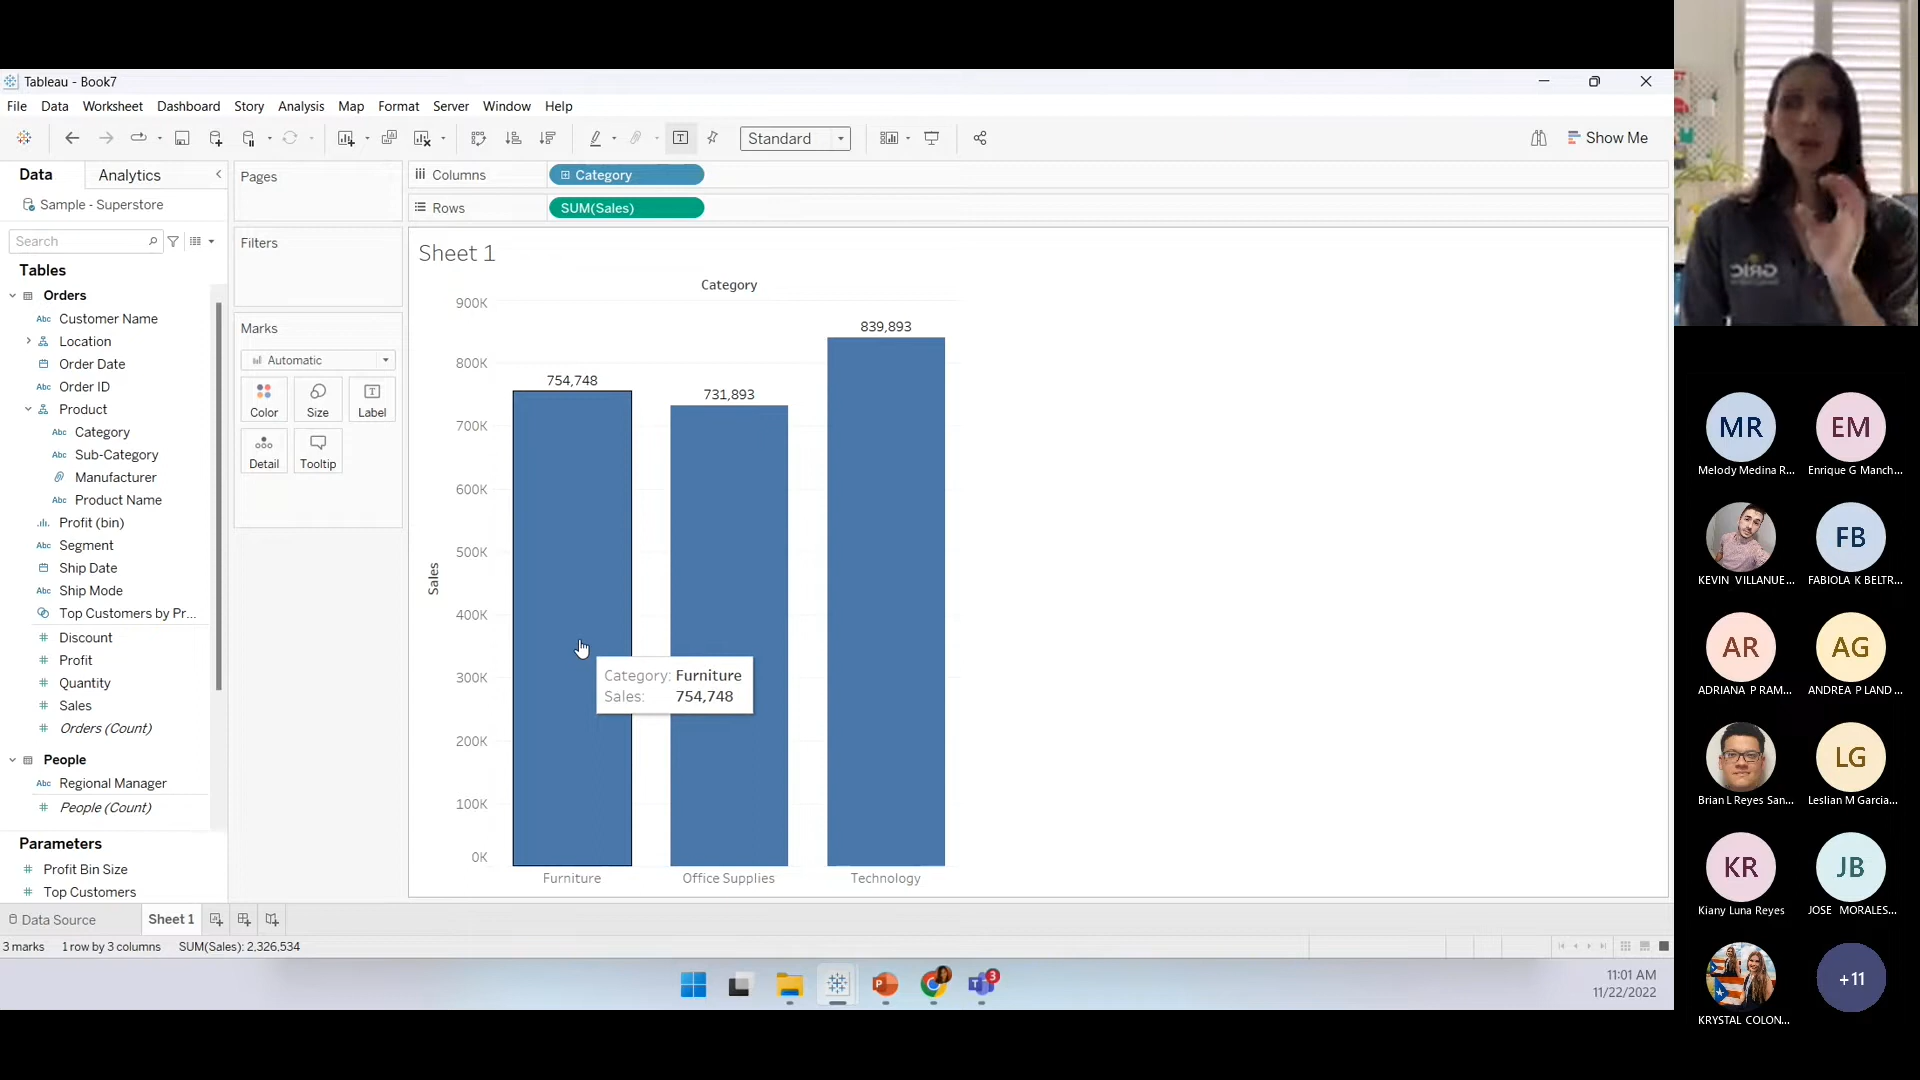 Tableau - Book7
File Data Worksheet Dashboard Story Analysis Map Format Server Window Help
Standard
Show Me
Data Analytics
Sample - Superstore
Search
Tables
Orders
Customer Name
Location
Order Date
Order ID
Product
Category
Sub-Category
Manufacturer
Product Name
Profit (bin)
Segment
Ship Date
Ship Mode
Top Customers by Pr...
Discount
Profit
Quantity
Sales
Orders (Count)
People
Regional Manager
People (Count)
Parameters
Profit Bin Size
Top Customers
Pages
Filters
Marks
Automatic
Color Size Label
Detail Tooltip
Columns Category
Rows SUM(Sales)
Sheet 1
Category
900K
800K
700K
600K
500K
400K
300K
200K
100K
0K
Sales
754,748
731,893
839,893
Category: Furniture
Sales: 754,748
Furniture Office Supplies Technology
Data Source Sheet 1
3 marks 1 row by 3 columns SUM(Sales): 2,326,534
3
11:01 AM
11/22/2022
GRIC
MR EM
Melody Medina R... Enrique G Manch...
FB
KEVIN VILLANUE... FABIOLA K BELTR...
AR AG
ADRIANA P RAM... ANDREA P LAND...
LG
Brian L Reyes San... Leslian M Garcia...
KR JB
Kiany Luna Reyes JOSE MORALES...
+11
KRYSTAL COLON...